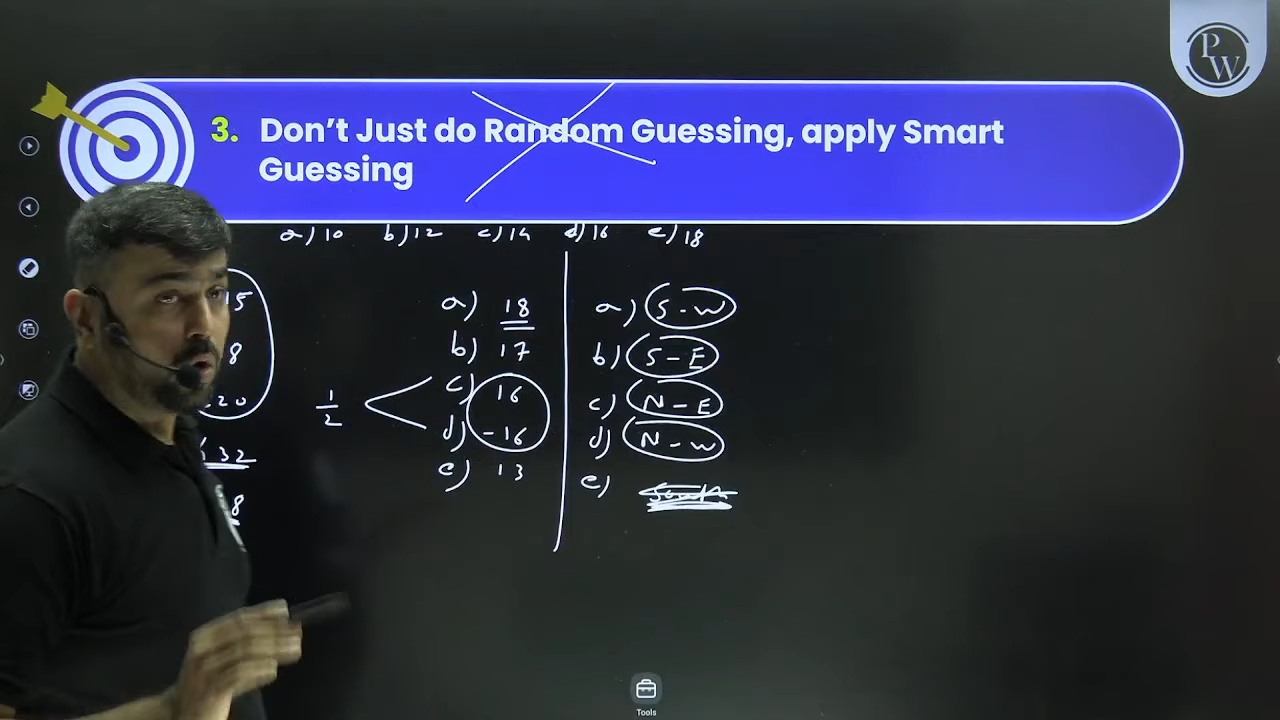 PW
3. Don't Just do Random Guessing, apply Smart
Guessing
a) 10 b) 12 c) 14 d) 16 e) 18
15
8
20
32
8
1/2
a) 18
b) 17
c) 16
d) -16
e) 13
a) S-W
b) S-E
c) N-E
d) N-W
e)
Tools